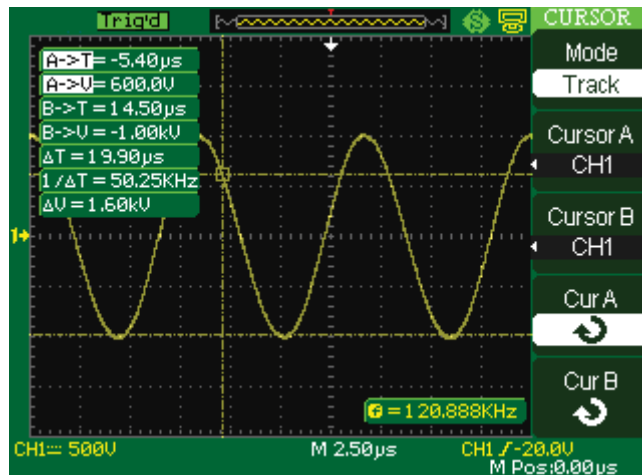 Trig'd
CURSOR
A->T=-5.40µs
A->V=600.0V
B->T=14.50µs
B->V=-1.00kV
ΔT=19.90µs
1/ΔT=50.25KHz
ΔV=1.60kV
Mode
Track
Cursor A
CH1
Cursor B
CH1
Cur A
Cur B
1
f=120.888KHz
CH1 500V
M 2.50µs
CH1 -20.0V
M Pos:0.00µs